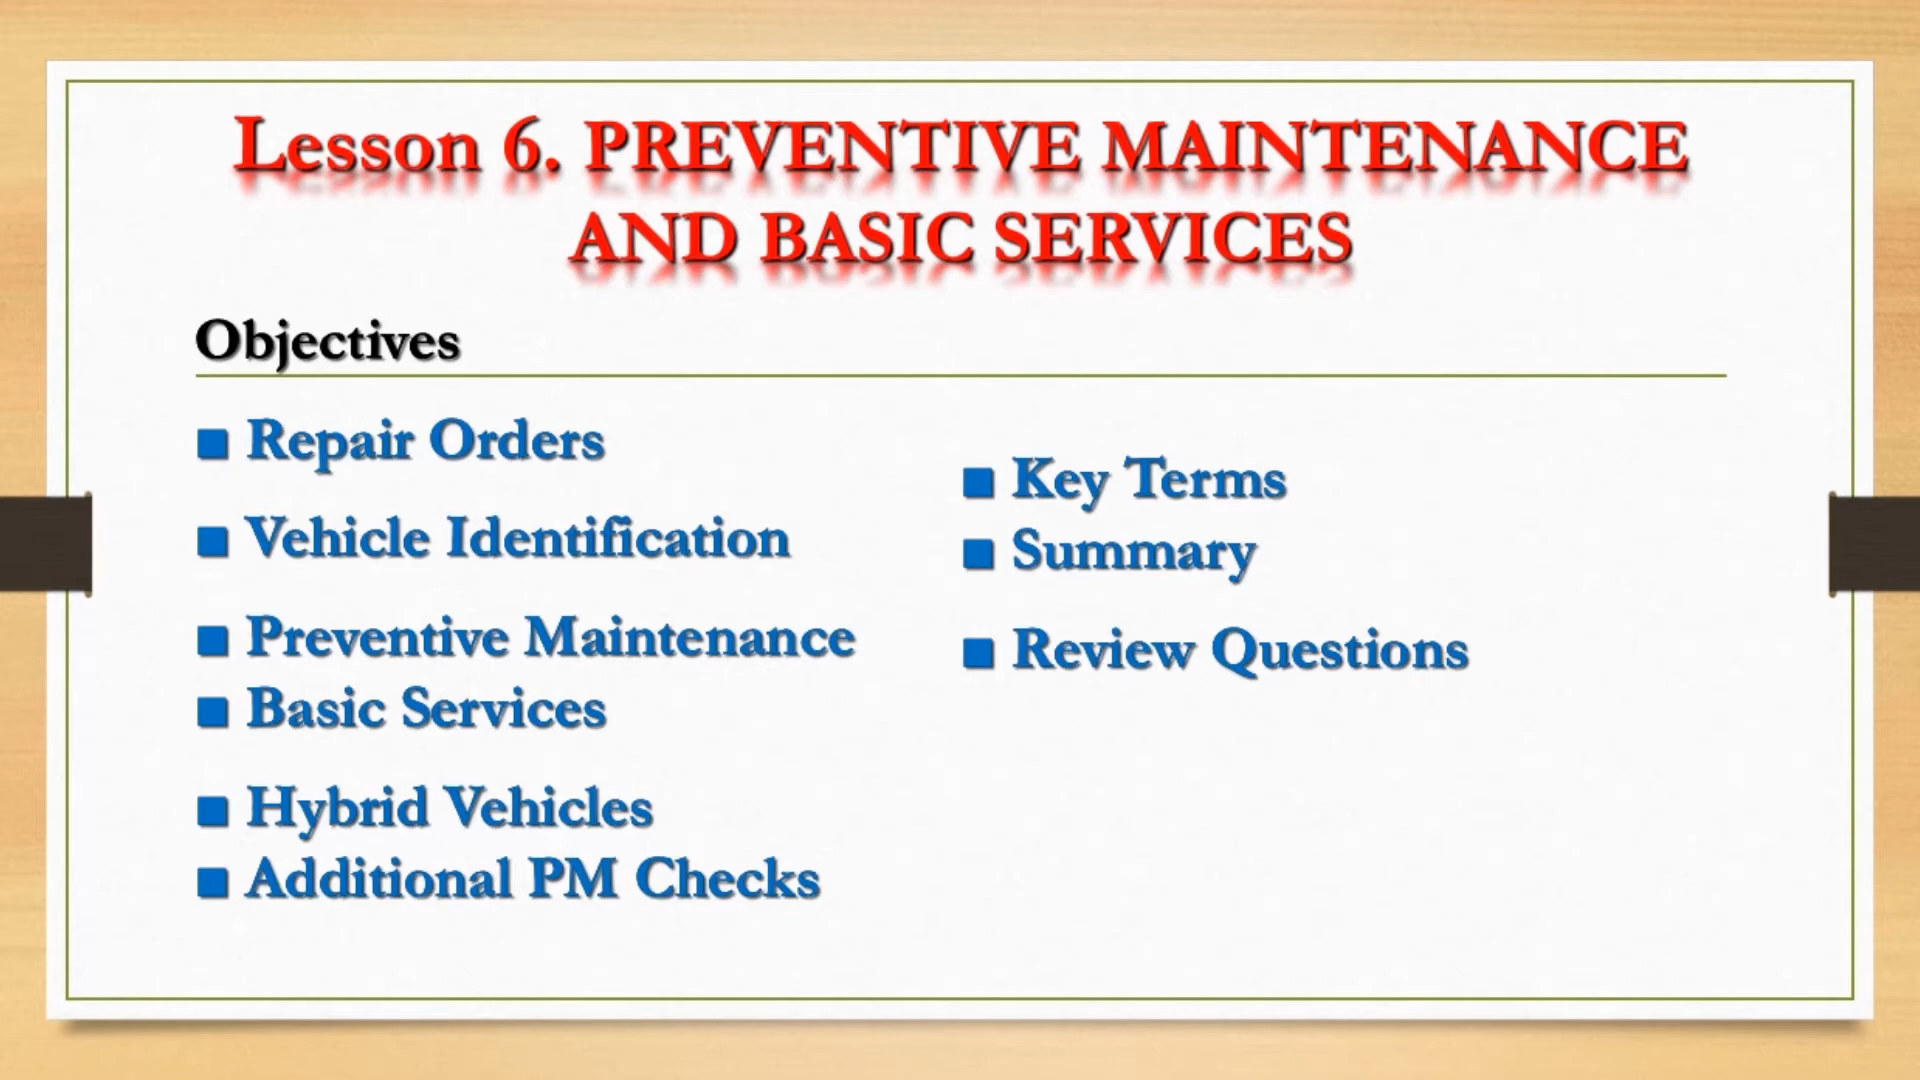 Lesson 6. PREVENTIVE MAINTENANCE
AND BASIC SERVICES
Objectives
■ Repair Orders
■ Vehicle Identification
■ Preventive Maintenance
■ Basic Services
■ Hybrid Vehicles
■ Additional PM Checks
■ Key Terms
■ Summary
■ Review Questions